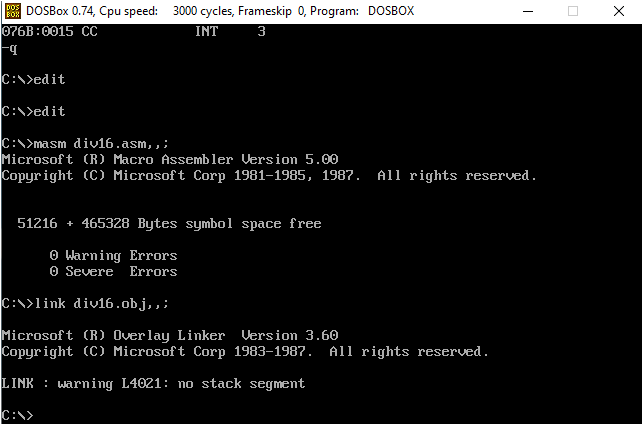 DOS BOX
DOSBox 0.74, Cpu speed: 3000 cycles, Frameskip 0, Program: DOSBOX
076B:0015 CC INT 3
-q
C:\>edit
C:\>edit
C:\>masm div16.asm,,;
Microsoft (R) Macro Assembler Version 5.00
Copyright (C) Microsoft Corp 1981-1985, 1987. All rights reserved.
51216 + 465328 Bytes symbol space free
0 Warning Errors
0 Severe Errors
C:\>link div16.obj,,;
Microsoft (R) Overlay Linker Version 3.60
Copyright (C) Microsoft Corp 1983-1987. All rights reserved.
LINK : warning L4021: no stack segment
C:\>